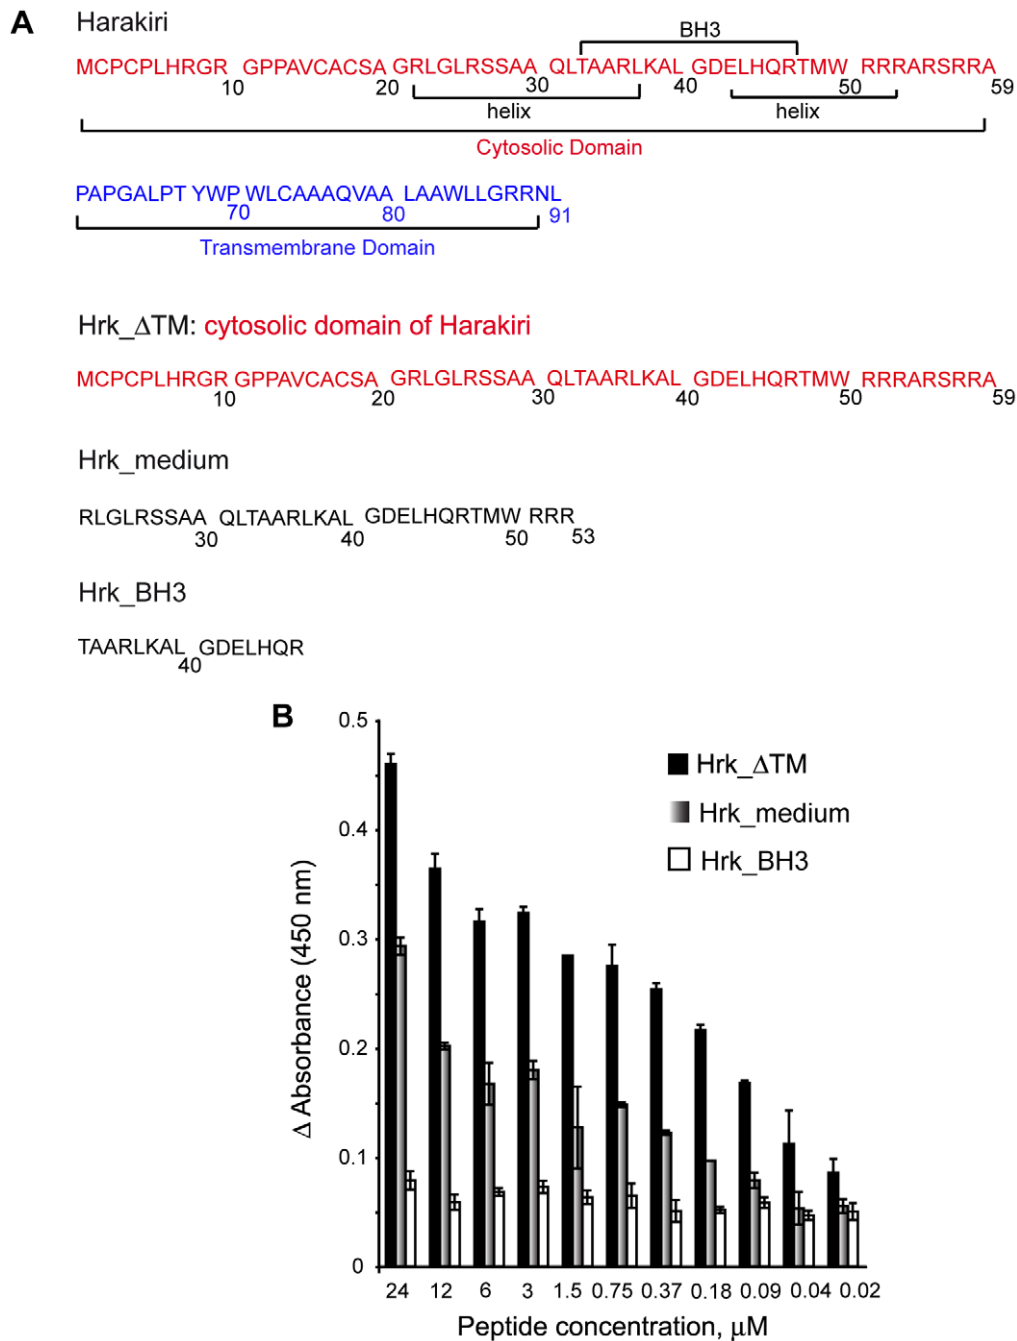 A
Harakiri
BH3
MCPCPLHRGR GPPAVCACSA GRLGLRSSAA QLTAARLKAL GDELHQRTMW RRRARSRRA
10 20 30 40 50 59
helix helix
Cytosolic Domain
PAPGALPT YWP WLCAAAQVAA LAAWLLGRRNL
70 80 91
Transmembrane Domain
Hrk_ΔTM: cytosolic domain of Harakiri
MCPCPLHRGR GPPAVCACSA GRLGLRSSAA QLTAARLKAL GDELHQRTMW RRRARSRRA
10 20 30 40 50 59
Hrk_medium
RLGLRSSAA QLTAARLKAL GDELHQRTMW RRR
30 40 50 53
Hrk_BH3
TAARLKAL GDELHQR
40
B
0.5
0.4
0.3
0.2
0.1
0
Δ Absorbance (450 nm)
Hrk_ΔTM
Hrk_medium
Hrk_BH3
24 12 6 3 1.5 0.75 0.37 0.18 0.09 0.04 0.02
Peptide concentration, μM